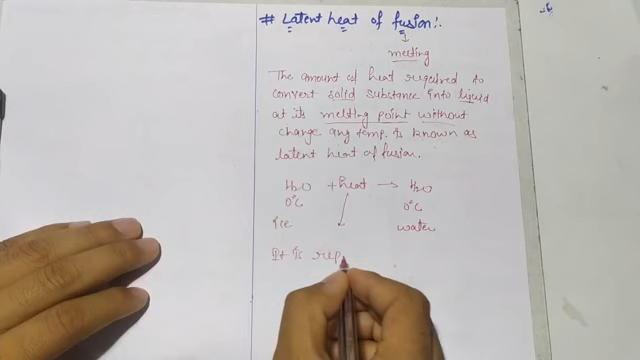 # Latent heat of fusion:.
↓
melting
The amount of heat required to
convert solid substance into liquid
at its melting point without
change any temp. is known as
latent heat of fusion.
H₂O + heat → H₂O
0°C 0°C
ice water
It is rep